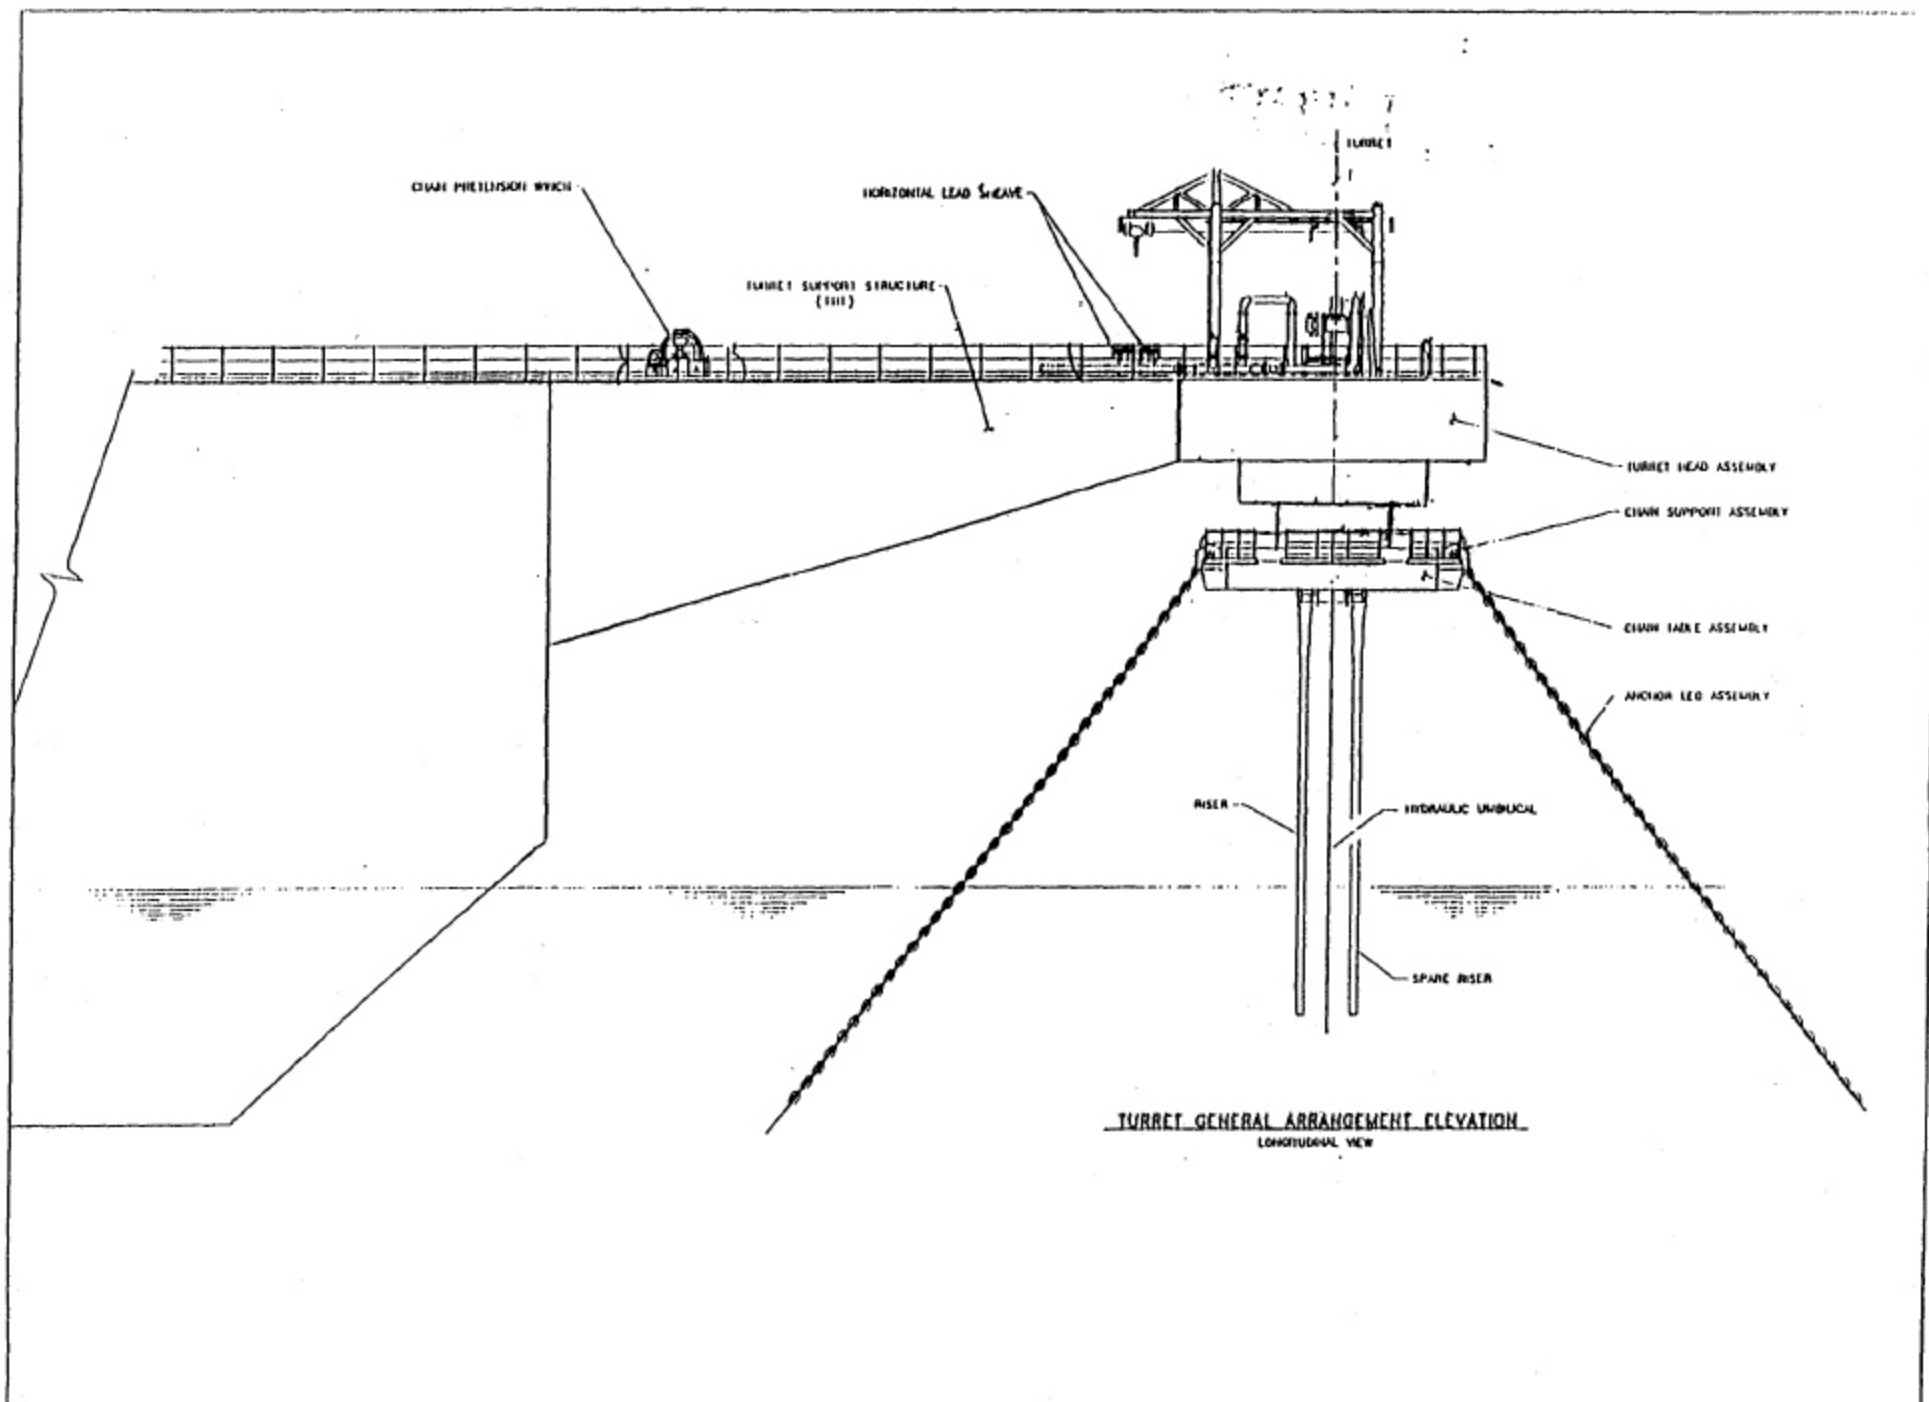 TURRET
CHAIN PRETENSION WINCH
HORIZONTAL LEAD SHEAVE
TURRET SUPPORT STRUCTURE
TURRET HEAD ASSEMBLY
CHAIN SUPPORT ASSEMBLY
CHAIN TABLE ASSEMBLY
ANCHOR LEG ASSEMBLY
RISER
HYDRAULIC UMBILICAL
SPARE RISER
TURRET GENERAL ARRANGEMENT ELEVATION
LONGITUDINAL VIEW